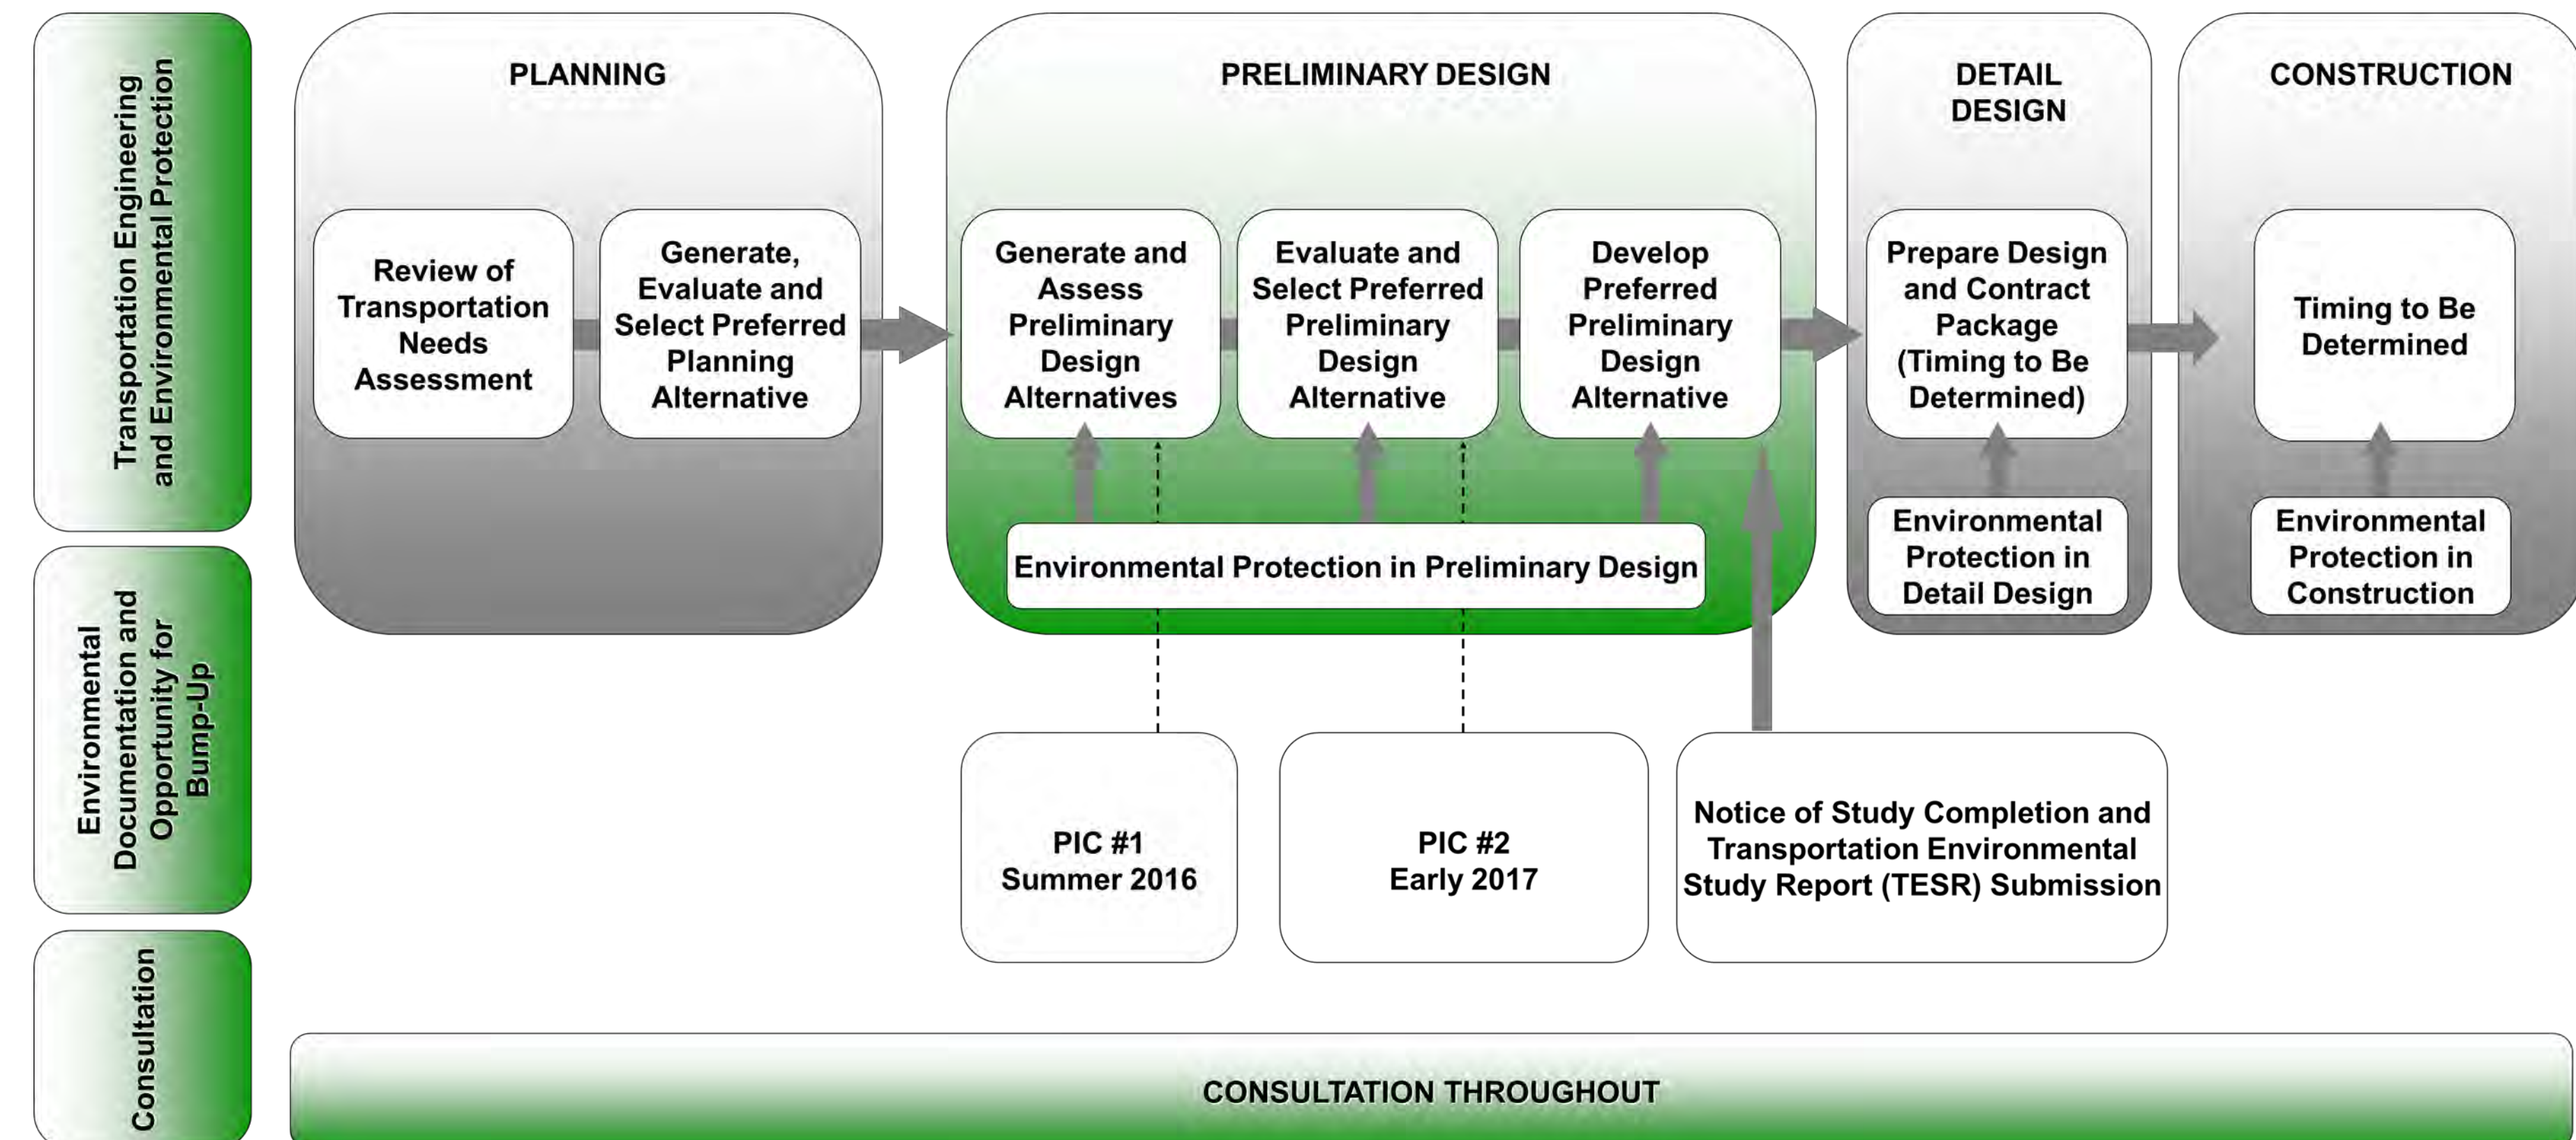 Transportation Engineering
and Environmental Protection
PLANNING
Review of
Transportation
Needs
Assessment
Generate,
Evaluate and
Select Preferred
Planning
Alternative
PRELIMINARY DESIGN
Generate and
Assess
Preliminary
Design
Alternatives
Evaluate and
Select Preferred
Preliminary
Design
Alternative
Develop
Preferred
Preliminary
Design
Alternative
Environmental Protection in Preliminary Design
DETAIL
DESIGN
Prepare Design
and Contract
Package
(Timing to Be
Determined)
Environmental
Protection in
Detail Design
CONSTRUCTION
Timing to Be
Determined
Environmental
Protection in
Construction
Environmental
Documentation and
Opportunity for
Bump-Up
PIC #1
Summer 2016
PIC #2
Early 2017
Notice of Study Completion and
Transportation Environmental
Study Report (TESR) Submission
Consultation
CONSULTATION THROUGHOUT